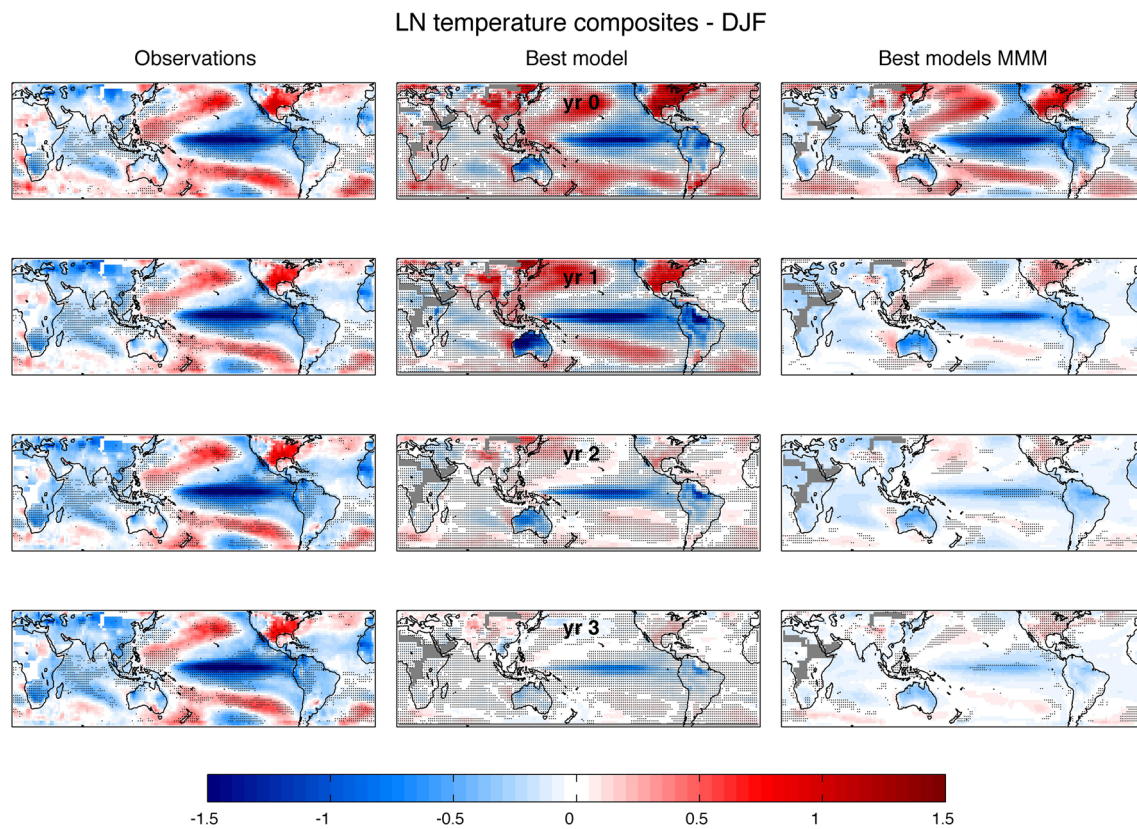 LN temperature composites - DJF
Observations
Best model
Best models MMM
yr 0
yr 1
yr 2
yr 3
-1.5 -1 -0.5 0 0.5 1 1.5